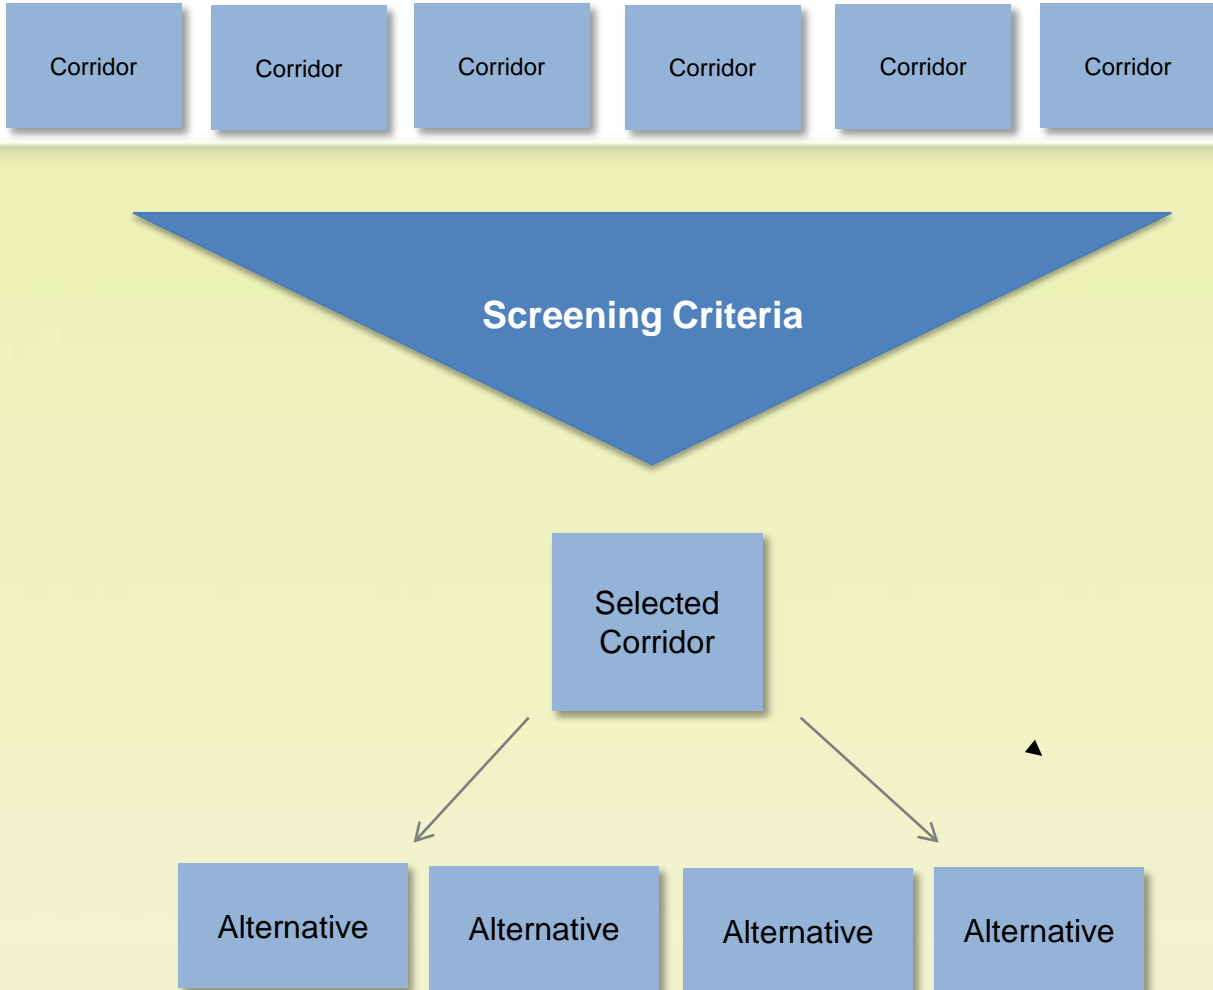 Corridor
Corridor
Corridor
Corridor
Corridor
Corridor
Screening Criteria
Selected
Corridor
Alternative
Alternative
Alternative
Alternative